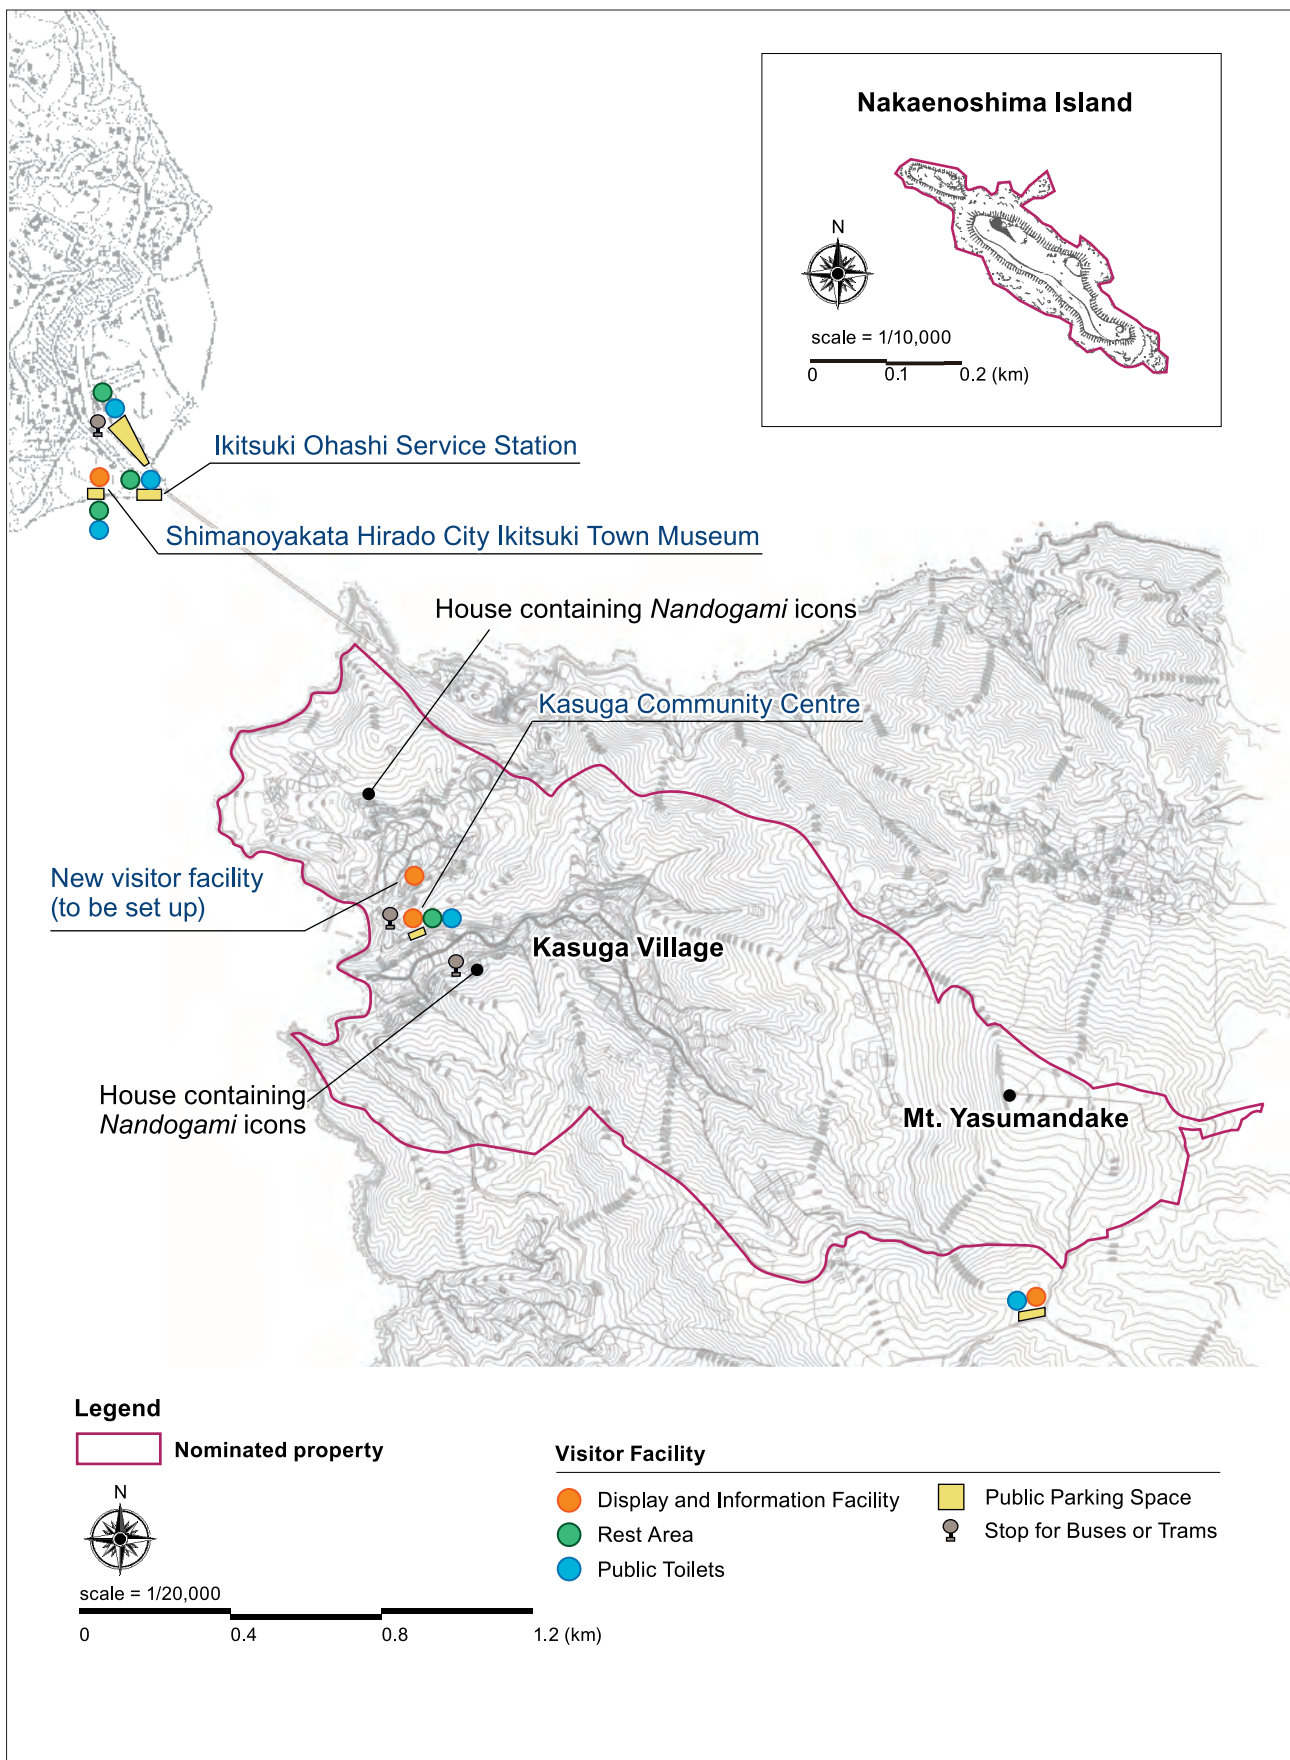 Nakaenoshima Island
N
scale = 1/10,000
0 0.1 0.2 (km)
Ikitsuki Ohashi Service Station
Shimanoyakata Hirado City Ikitsuki Town Museum
House containing Nandogami icons
Kasuga Community Centre
New visitor facility
(to be set up)
Kasuga Village
House containing
Nandogami icons
Mt. Yasumandake
Legend
Nominated property
N
scale = 1/20,000
0 0.4 0.8 1.2 (km)
Visitor Facility
Display and Information Facility
Rest Area
Public Toilets
Public Parking Space
Stop for Buses or Trams